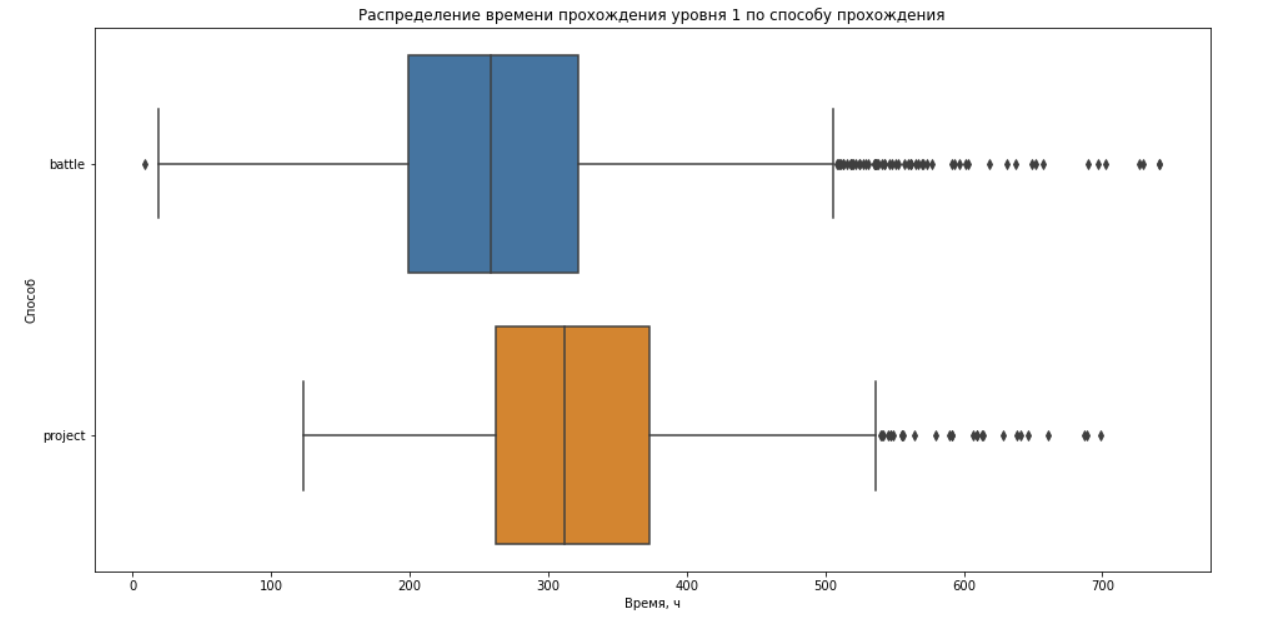 Распределение времени прохождения уровня 1 по способу прохождения
Способ
battle
project
0 100 200 300 400 500 600 700
Время, ч